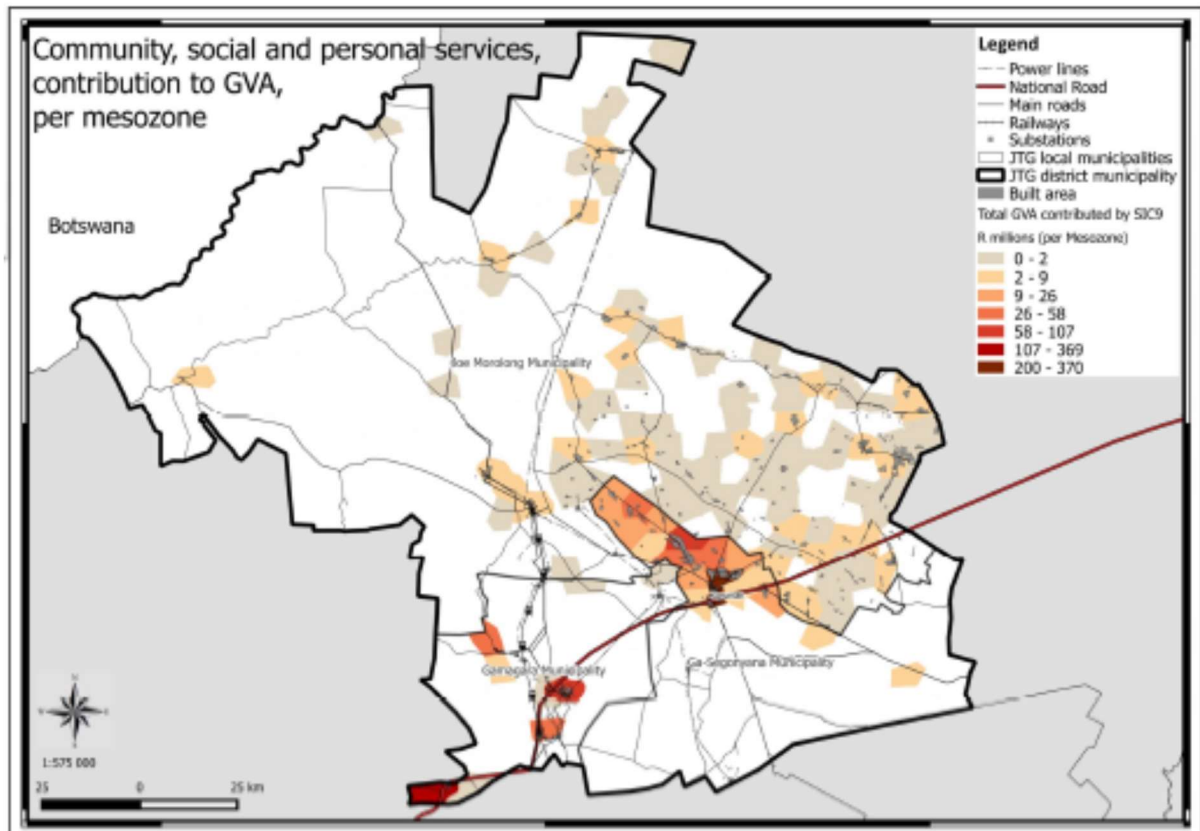 Community, social and personal services,
contribution to GVA,
per mesozone
Legend
Power lines
National Road
Main roads
Railways
Substations
JTG local municipalities
JTG district municipality
Built area
Total GVA contributed by SIC9
R millions (per Mesozone)
0 - 2
2 - 9
9 - 26
26 - 58
58 - 107
107 - 369
200 - 370
Botswana
Moralong Municipality
Gamagara Municipality
Ga-Segonyana Municipality
N
S
1:575 000
25 0 25 km